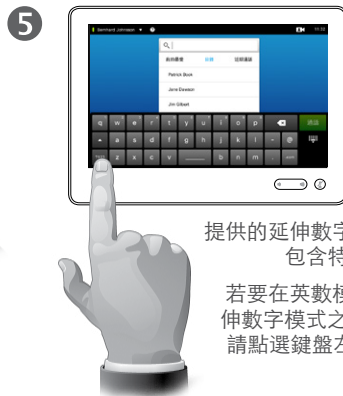 5
Bernhard Johnsson
Patrick Book
Jane Dawson
Jim Gilbert
q w e r t y u i o p
a s d f g h j k l - @
z x c v b n m .
提供的延伸數字
包含特
若要在英數模
伸數字模式之
請點選鍵盤左